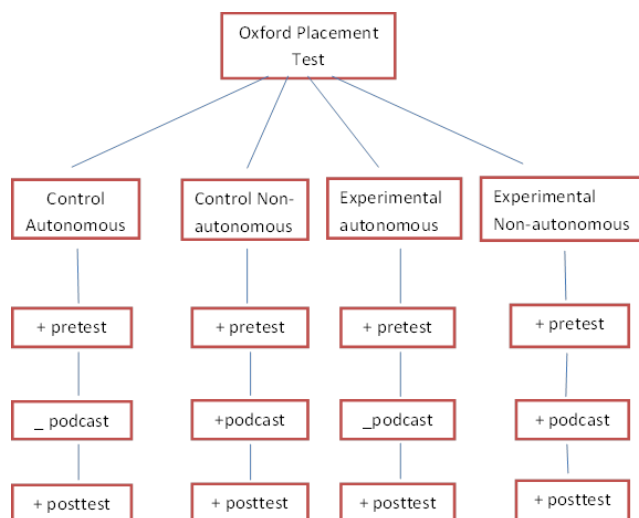 Oxford Placement
Test
Control
Autonomous
Control Non-
autonomous
Experimental
autonomous
Experimental
Non-autonomous
+ pretest
+ pretest
+ pretest
+ pretest
_ podcast
+podcast
_podcast
+ podcast
+ posttest
+ posttest
+ posttest
+ posttest